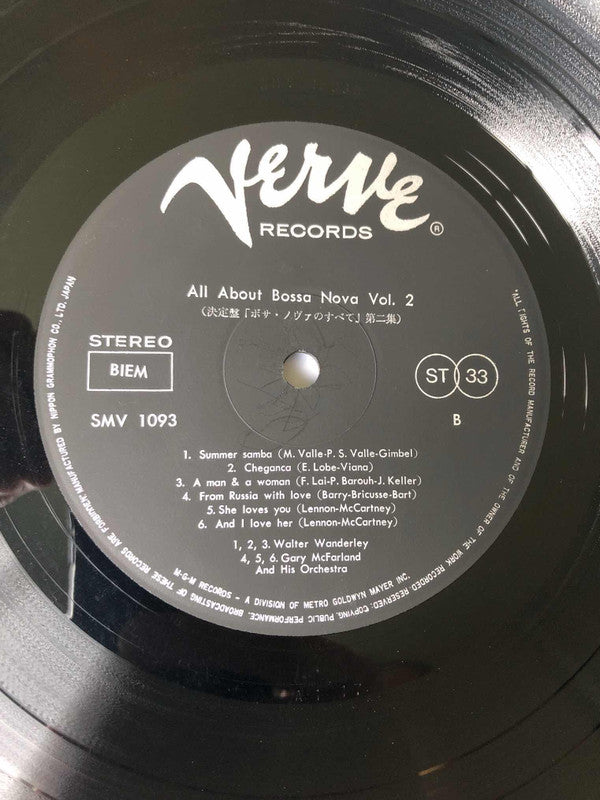 Verve
RECORDS
®
All About Bossa Nova Vol. 2
(決定盤「ボサ・ノヴァのすべて」第二集)
STEREO
BIEM
SMV 1093
ST 33
B
1. Summer samba (M. Valle-P. S. Valle-Gimbel)
2. Cheganca (E. Lobe-Viana)
3. A man & a woman (F. Lai-P. Barouh-J. Keller)
4. From Russia with love (Barry-Bricusse-Bart)
5. She loves you (Lennon-McCartney)
6. And I love her (Lennon-McCartney)
1, 2, 3. Walter Wanderley
4, 5, 6. Gary McFarland
And His Orchestra
"ALL RIGHTS OF THE RECORD MANUFACTURER AND OF THE OWNER OF THE WORK RECORDED RESERVED. COPYING, PUBLIC PERFORMANCE, BROADCASTING OF THESE RECORDS ARE FORBIDDEN" MANUFACTURED BY NIPPON GRAMMOPHON CO., LTD. JAPAN
M-G-M RECORDS - A DIVISION OF METRO GOLDWYN MAYER INC.